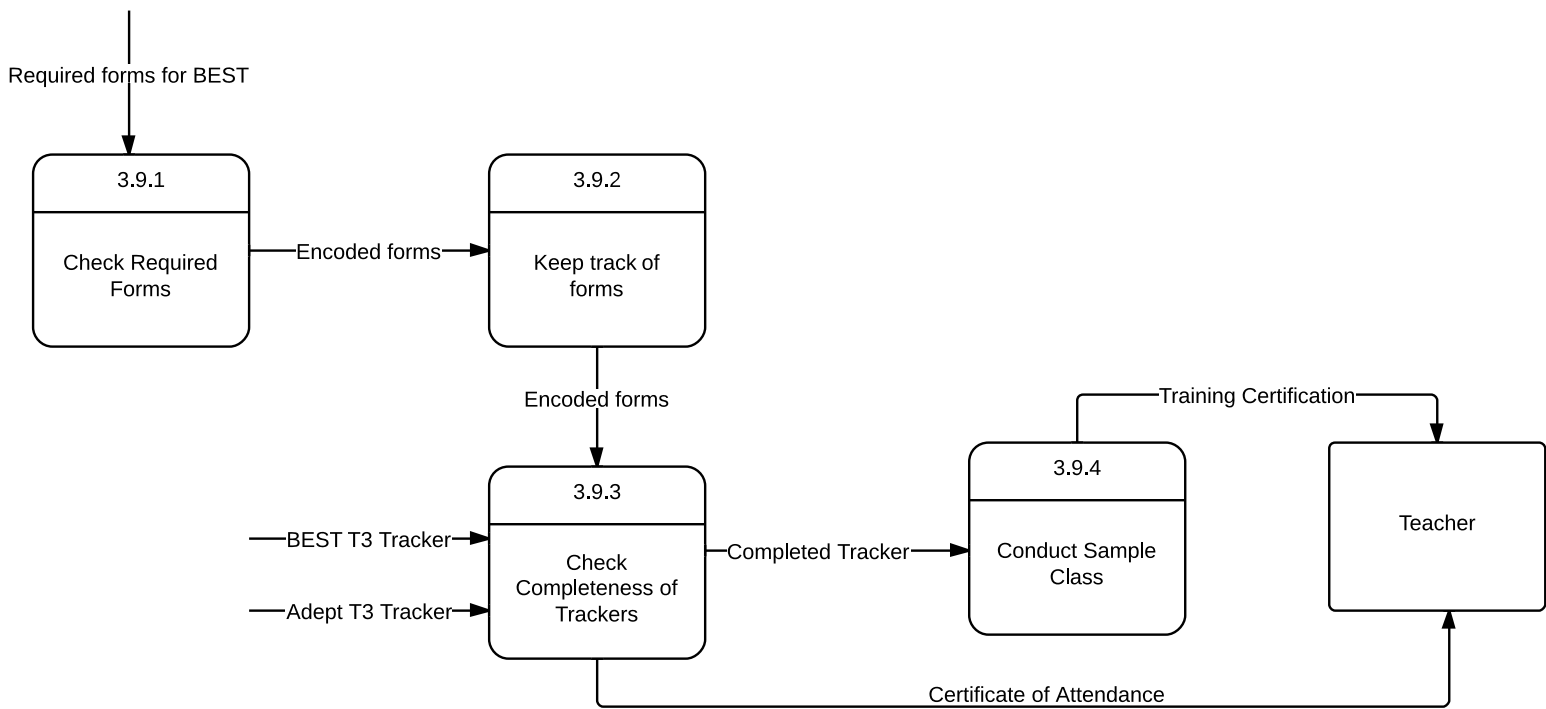 Required forms for BEST
3.9.1
Check Required
Forms
Encoded forms
3.9.2
Keep track of
forms
Encoded forms
3.9.3
Check
Completeness of
Trackers
BEST T3 Tracker
Adept T3 Tracker
Completed Tracker
3.9.4
Conduct Sample
Class
Training Certification
Teacher
Certificate of Attendance